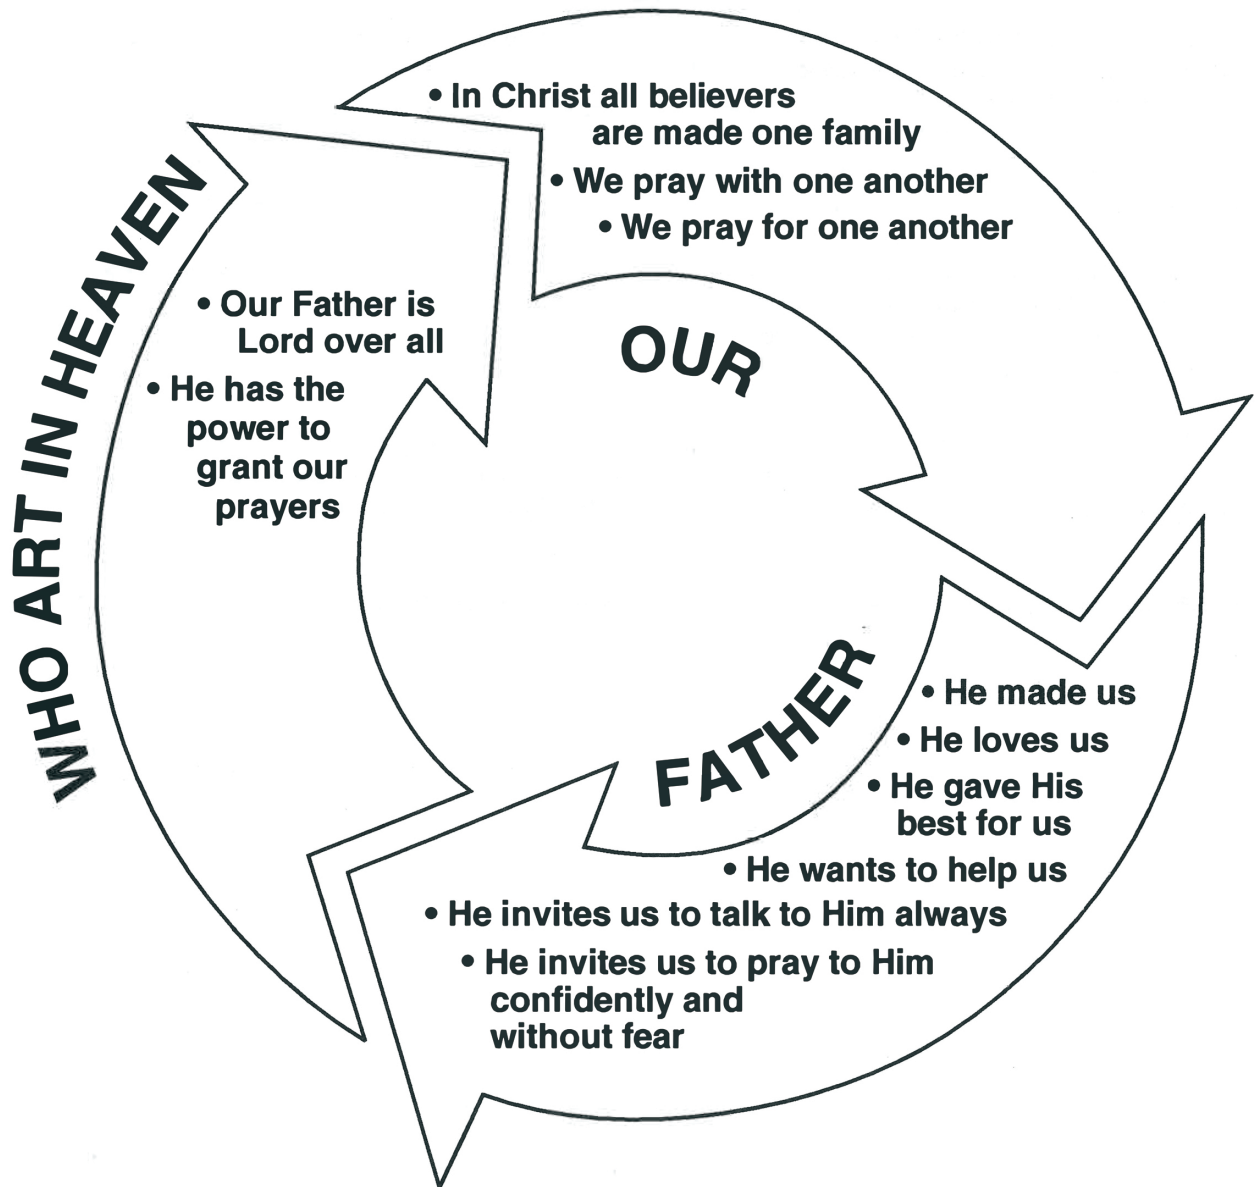 • In Christ all believers
are made one family
• We pray with one another
• We pray for one another
OUR
• He made us
• He loves us
• He gave His
best for us
• He wants to help us
• He invites us to talk to Him always
• He invites us to pray to Him
confidently and
without fear
FATHER
WHO ART IN HEAVEN
• Our Father is
Lord over all
• He has the
power to
grant our
prayers